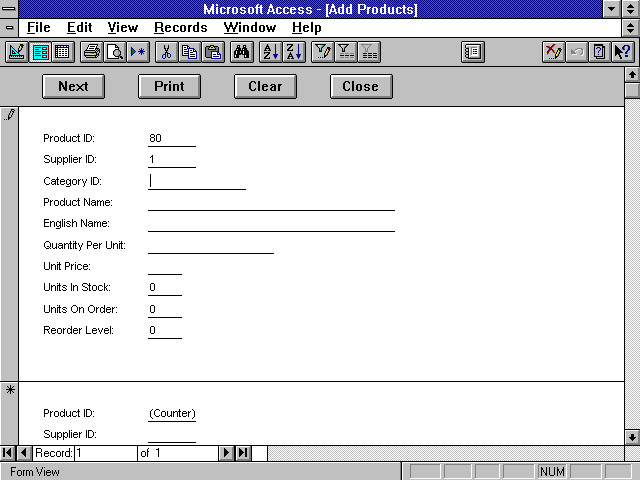 Microsoft Access - [Add Products]
File Edit View Records Window Help
Next Print Clear Close
Product ID: 80
Supplier ID: 1
Category ID:
Product Name:
English Name:
Quantity Per Unit:
Unit Price:
Units In Stock: 0
Units On Order: 0
Reorder Level: 0
Product ID: (Counter)
Supplier ID:
Record: 1 of 1
Form View NUM